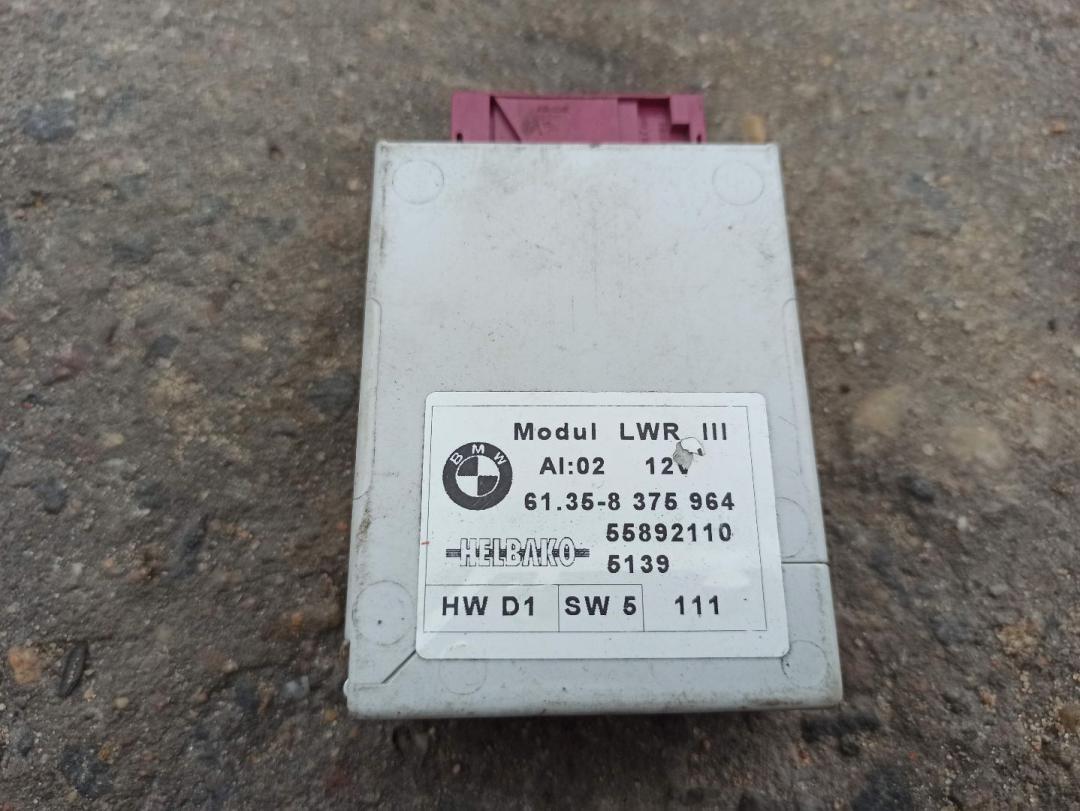 Modul LWR III
BMW
AI:02 12V
61.35-8 375 964
55892110
HELBAKO
5139
HW D1 SW 5 111